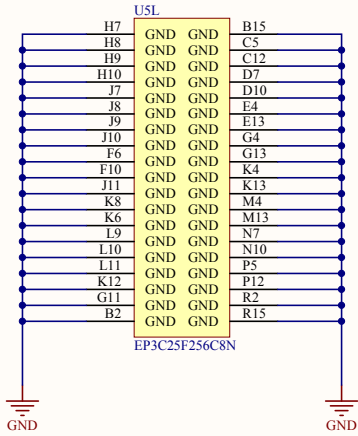 U5L
H7 GND GND B15
H8 GND GND C5
H9 GND GND C12
H10 GND GND D7
J7 GND GND D10
J8 GND GND E4
J9 GND GND E13
J10 GND GND G4
F6 GND GND G13
F10 GND GND K4
J11 GND GND K13
K8 GND GND M4
K6 GND GND M13
L9 GND GND N7
L10 GND GND N10
L11 GND GND P5
K12 GND GND P12
G11 GND GND R2
B2 GND GND R15
EP3C25F256C8N
GND GND